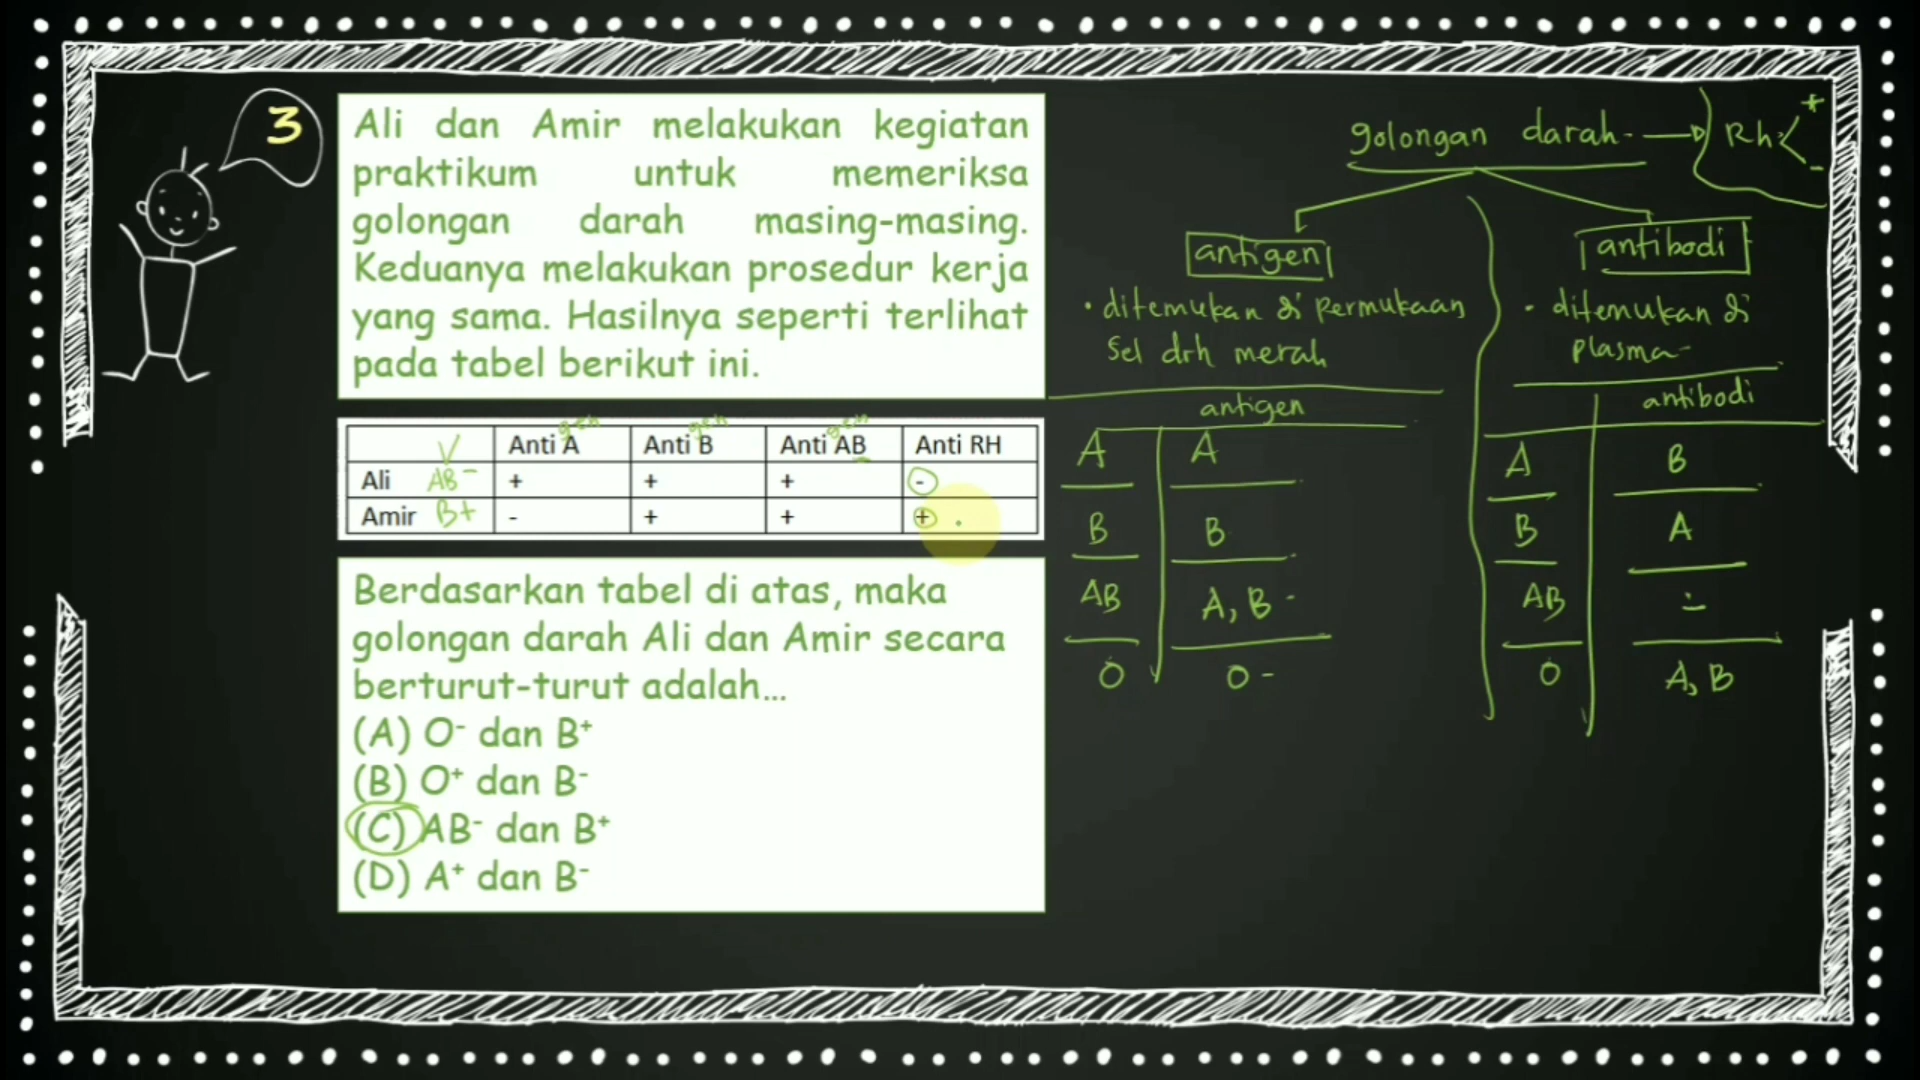 3
Ali dan Amir melakukan kegiatan
praktikum untuk memeriksa
golongan darah masing-masing.
Keduanya melakukan prosedur kerja
yang sama. Hasilnya seperti terlihat
pada tabel berikut ini.
gen gen gen
V Anti A Anti B Anti AB Anti RH
Ali AB- + + + -
Amir B+ - + + +
Berdasarkan tabel di atas, maka
golongan darah Ali dan Amir secara
berturut-turut adalah...
(A) O⁻ dan B⁺
(B) O⁺ dan B⁻
(C) AB⁻ dan B⁺
(D) A⁺ dan B⁻
golongan darah Rh + -
antigen
• ditemukan di permukaan
sel drh merah
antigen
A A
B B
AB A, B -
O O -
antibodi
• ditemukan di
plasma
antibodi
A B
B A
AB -
O A, B